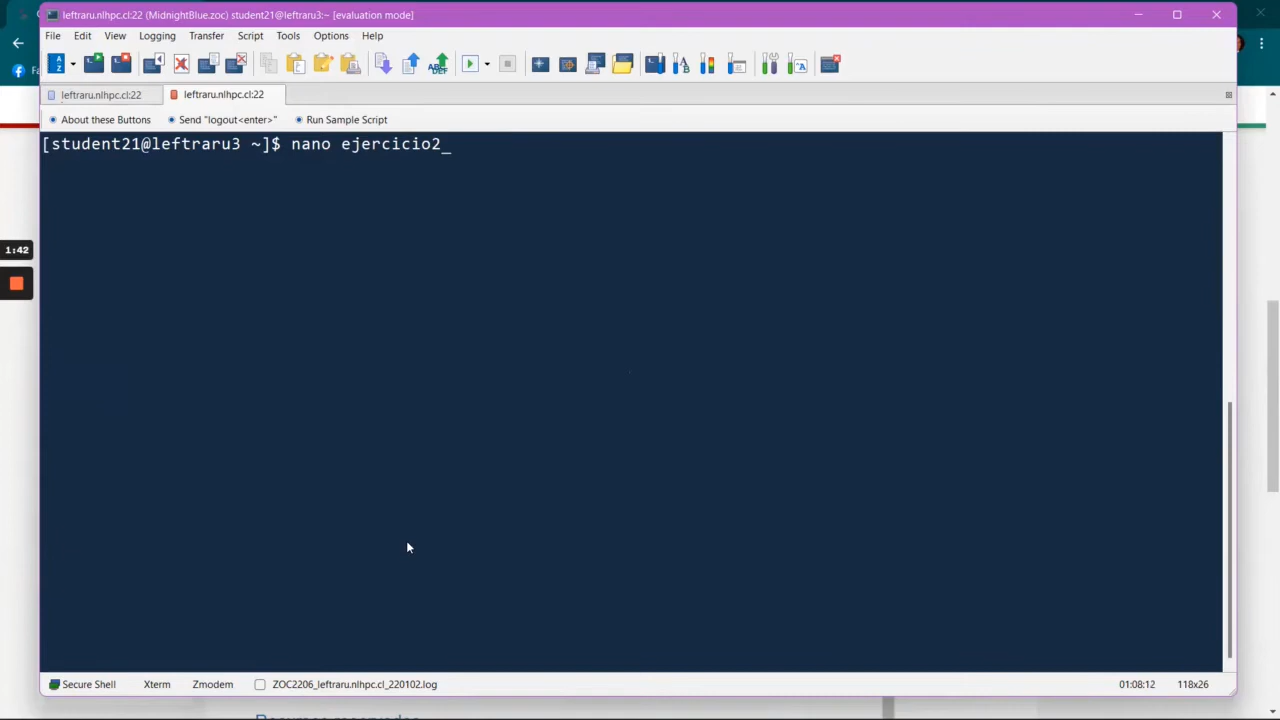 leftraru.nlhpc.cl:22 (MidnightBlue.zoc) student21@leftraru3:~ [evaluation mode]
File Edit View Logging Transfer Script Tools Options Help
leftraru.nlhpc.cl:22 leftraru.nlhpc.cl:22
About these Buttons Send "logout<enter>" Run Sample Script
[student21@leftraru3 ~]$ nano ejercicio2_
1:42
Secure Shell Xterm Zmodem ZOC2206_leftraru.nlhpc.cl_220102.log 01:08:12 118x26